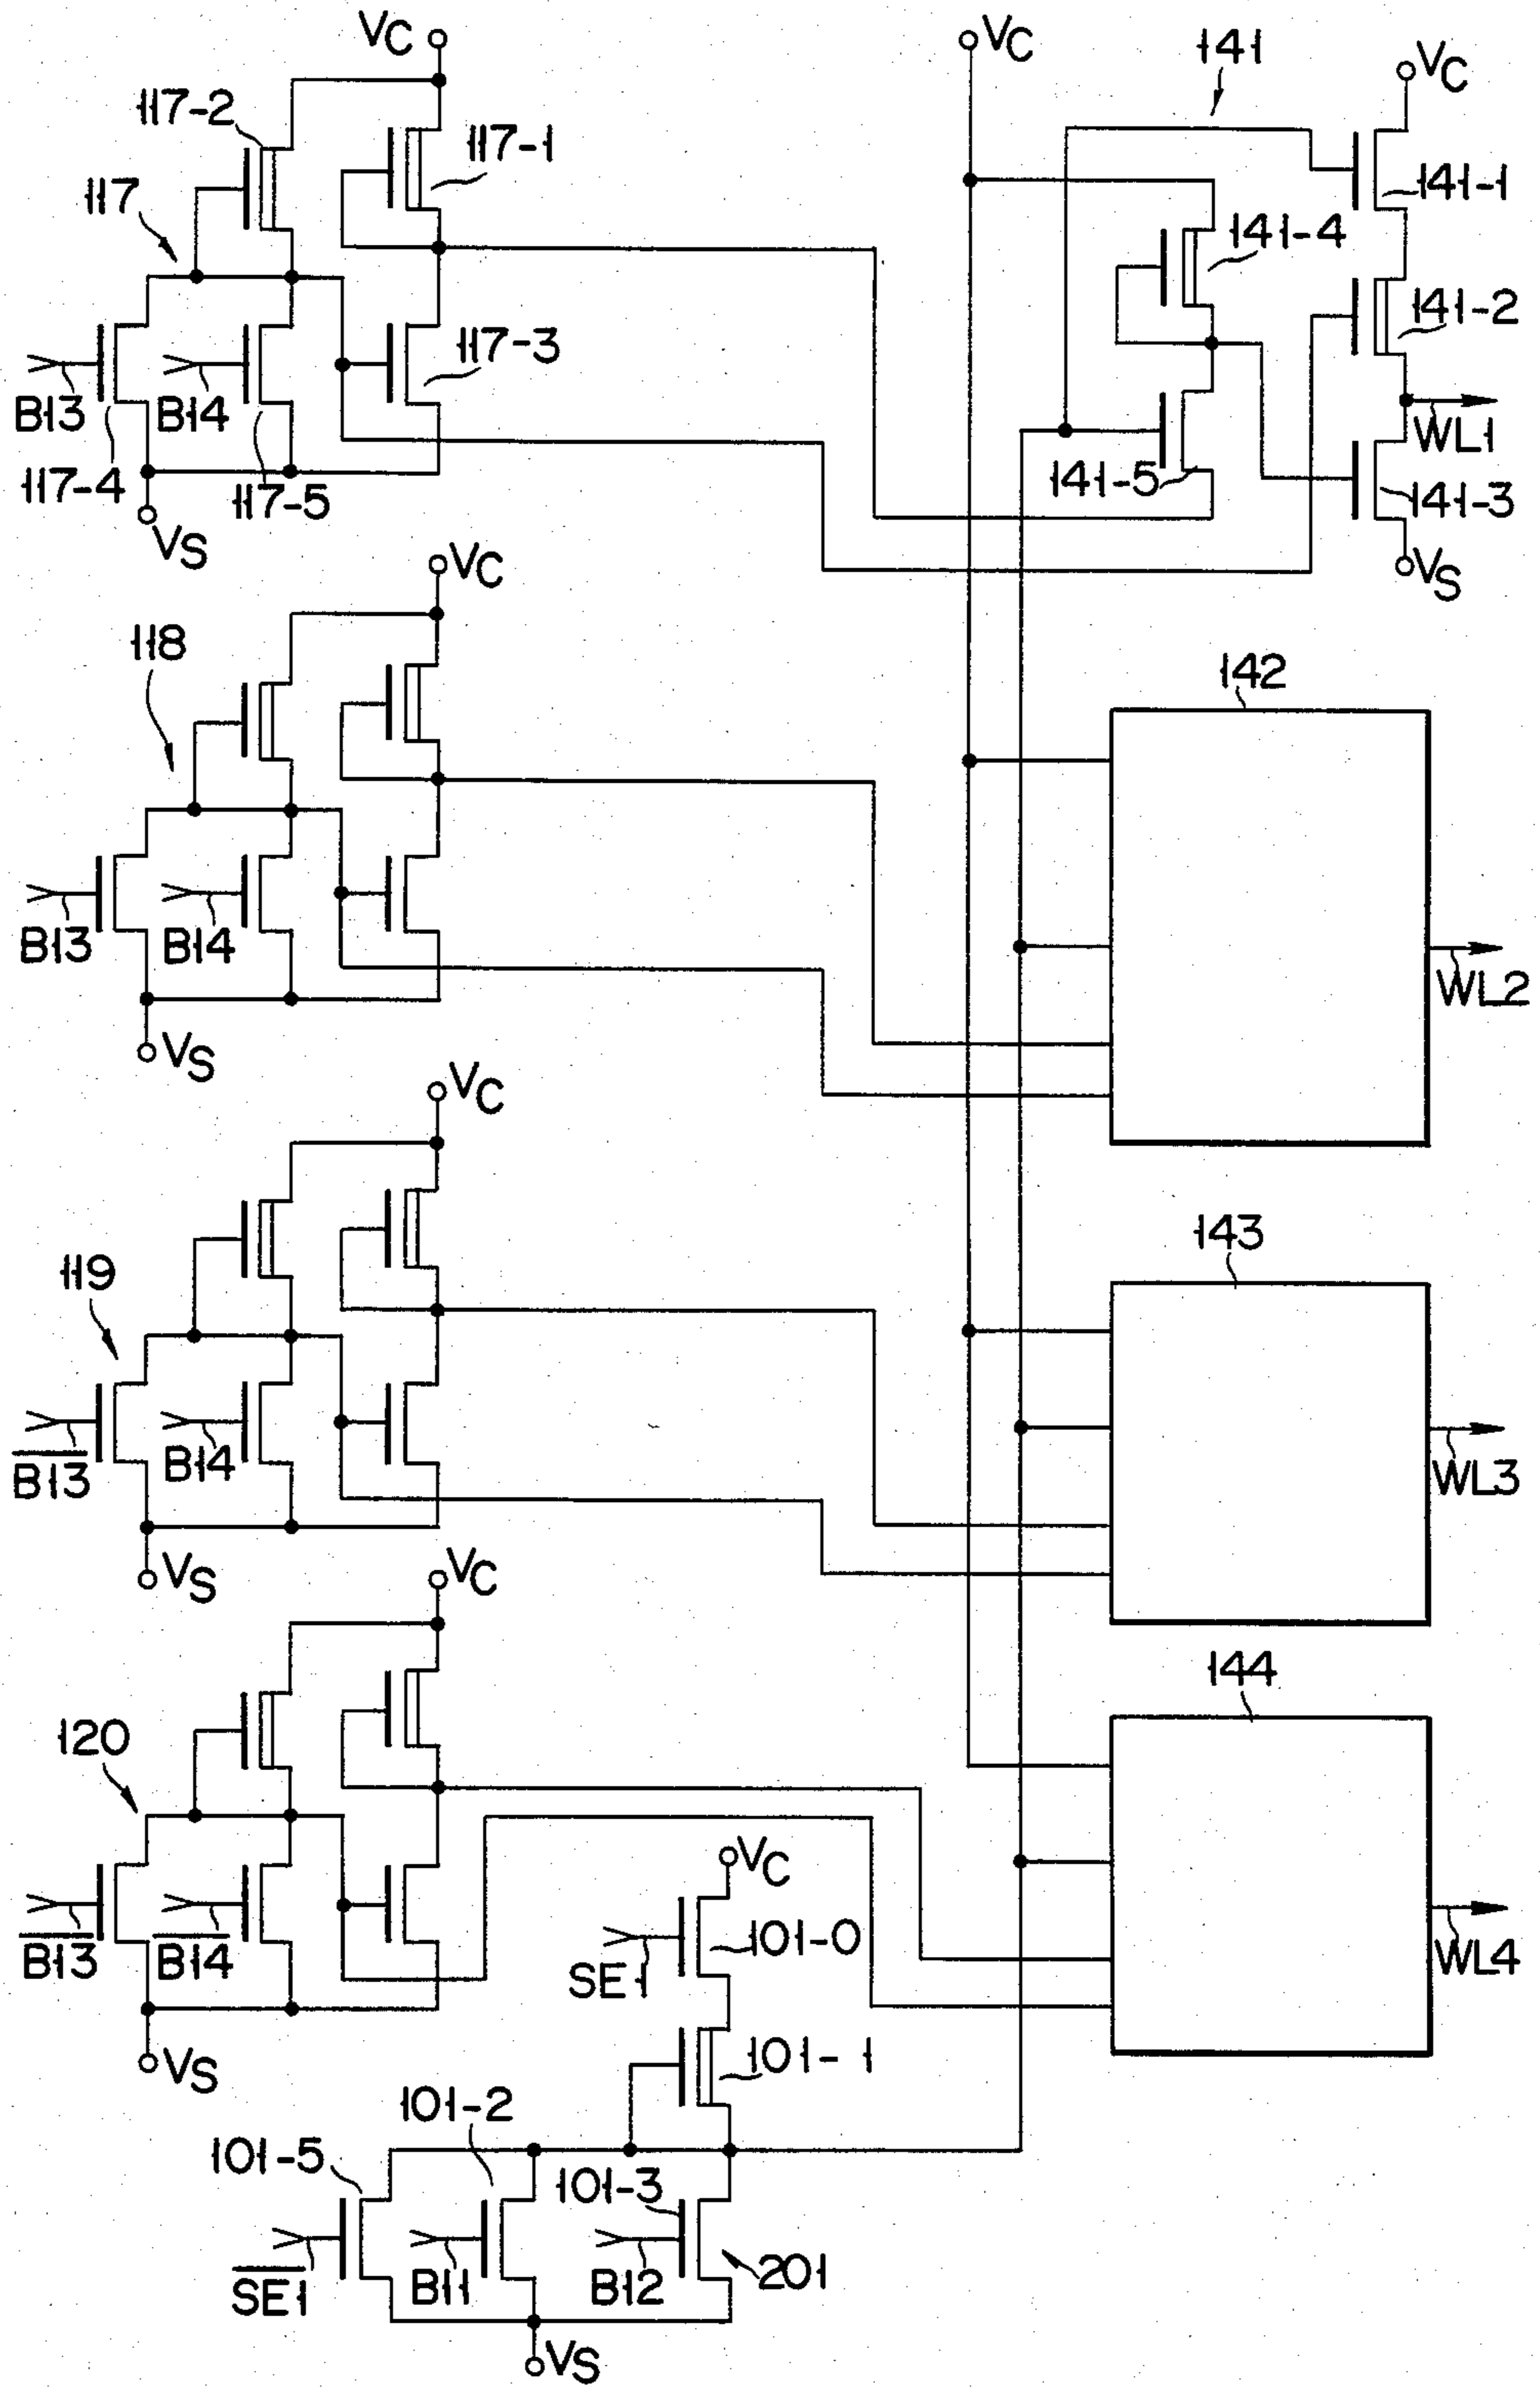 VC
VC
141
VC
117-2
117-1
141-1
117
141-4
141-2
117-3
B13
B14
WL1
117-4
117-5
141-5
141-3
VS
VC
VS
118
142
B13
B14
WL2
VS
VC
143
119
B13
B14
WL3
VS
VC
144
120
VC
101-0
B13
B14
SE1
WL4
101-1
VS
101-2
101-5
101-3
SE1
B11
B12
201
VS